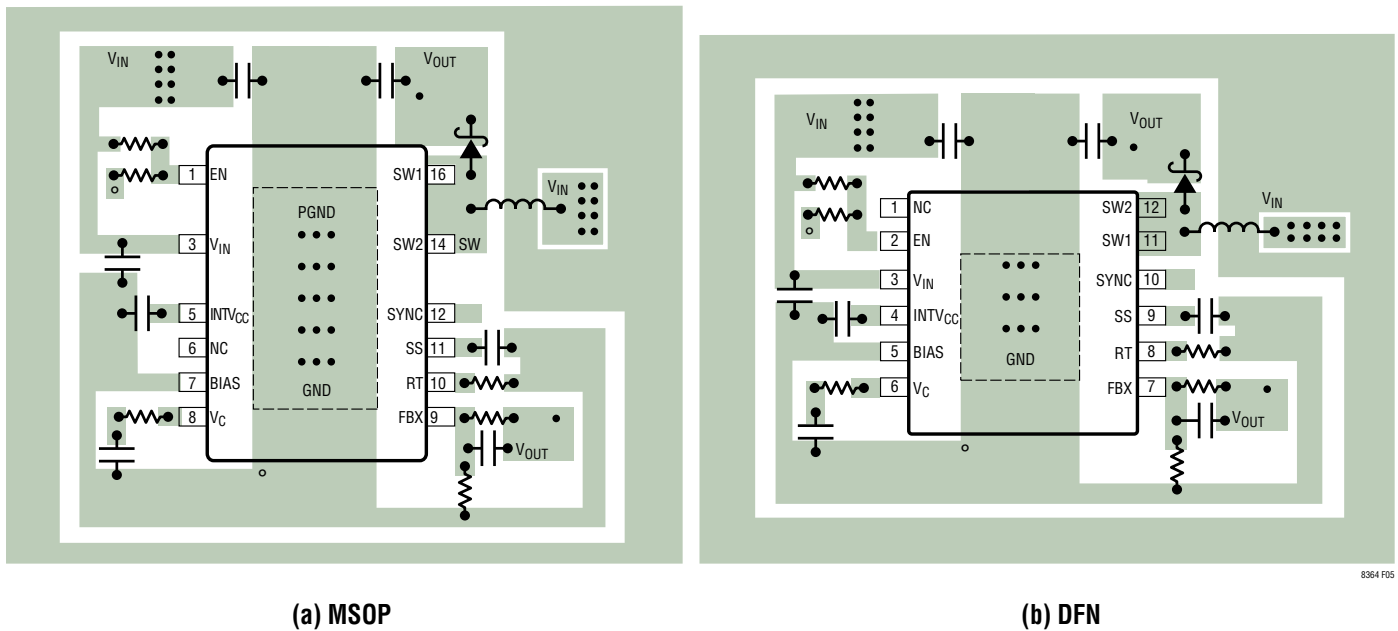 VIN
VOUT
1 EN
SW1 16
VIN
PGND
3 VIN
SW2 14 SW
5 INTVCC
SYNC 12
6 NC
SS 11
7 BIAS
RT 10
GND
8 VC
FBX 9
VOUT
(a) MSOP
VIN
VOUT
1 NC
SW2 12
VIN
2 EN
SW1 11
3 VIN
SYNC 10
4 INTVCC
SS 9
5 BIAS
RT 8
GND
6 VC
FBX 7
VOUT
8364 F05
(b) DFN